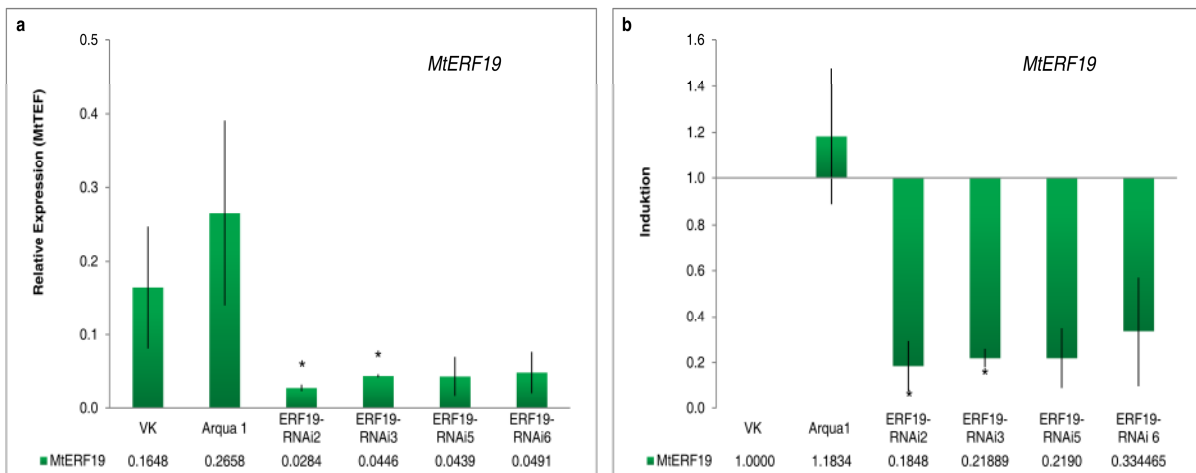 a
MtERF19
Relative Expression (MtTEF)
0.5
0.4
0.3
0.2
0.1
0.0
* *
VK Arqua 1 ERF19-RNAi2 ERF19-RNAi3 ERF19-RNAi5 ERF19-RNAi6
MtERF19 0.1648 0.2658 0.0284 0.0446 0.0439 0.0491
b
MtERF19
Induktion
1.6
1.4
1.2
1.0
0.8
0.6
0.4
0.2
0.0
* *
VK Arqua1 ERF19-RNAi2 ERF19-RNAi3 ERF19-RNAi5 ERF19-RNAi 6
MtERF19 1.0000 1.1834 0.1848 0.21889 0.2190 0.334465